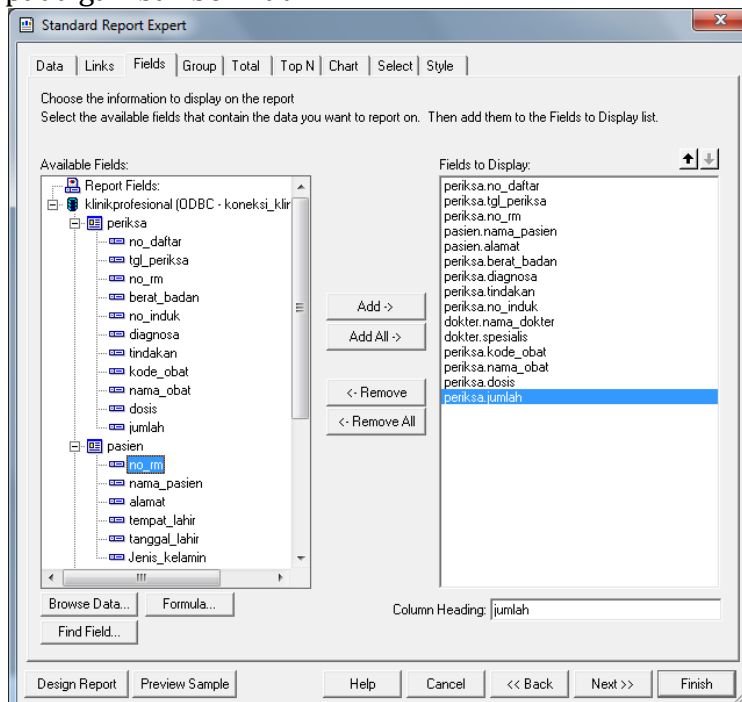 Standard Report Expert
Data Links Fields Group Total Top N Chart Select Style
Choose the information to display on the report
Select the available fields that contain the data you want to report on. Then add them to the Fields to Display list.
Available Fields:
Report Fields:
klinikprofesional (ODBC - koneksi_klir
periksa
no_daftar
tgl_periksa
no_rm
berat_badan
no_induk
diagnosa
tindakan
kode_obat
nama_obat
dosis
jumlah
pasien
no_rm
nama_pasien
alamat
tempat_lahir
tanggal_lahir
Jenis_kelamin
Add ->
Add All ->
<- Remove
<- Remove All
Fields to Display:
periksa.no_daftar
periksa.tgl_periksa
periksa.no_rm
pasien.nama_pasien
pasien.alamat
periksa.berat_badan
periksa.diagnosa
periksa.tindakan
periksa.no_induk
dokter.nama_dokter
dokter.spesialis
periksa.kode_obat
periksa.nama_obat
periksa.dosis
periksa.jumlah
Browse Data... Formula...
Find Field...
Column Heading: jumlah
Design Report Preview Sample Help Cancel << Back Next >> Finish